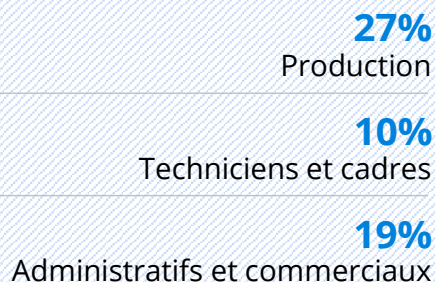 27%
Production
10%
Techniciens et cadres
19%
Administratifs et commerciaux